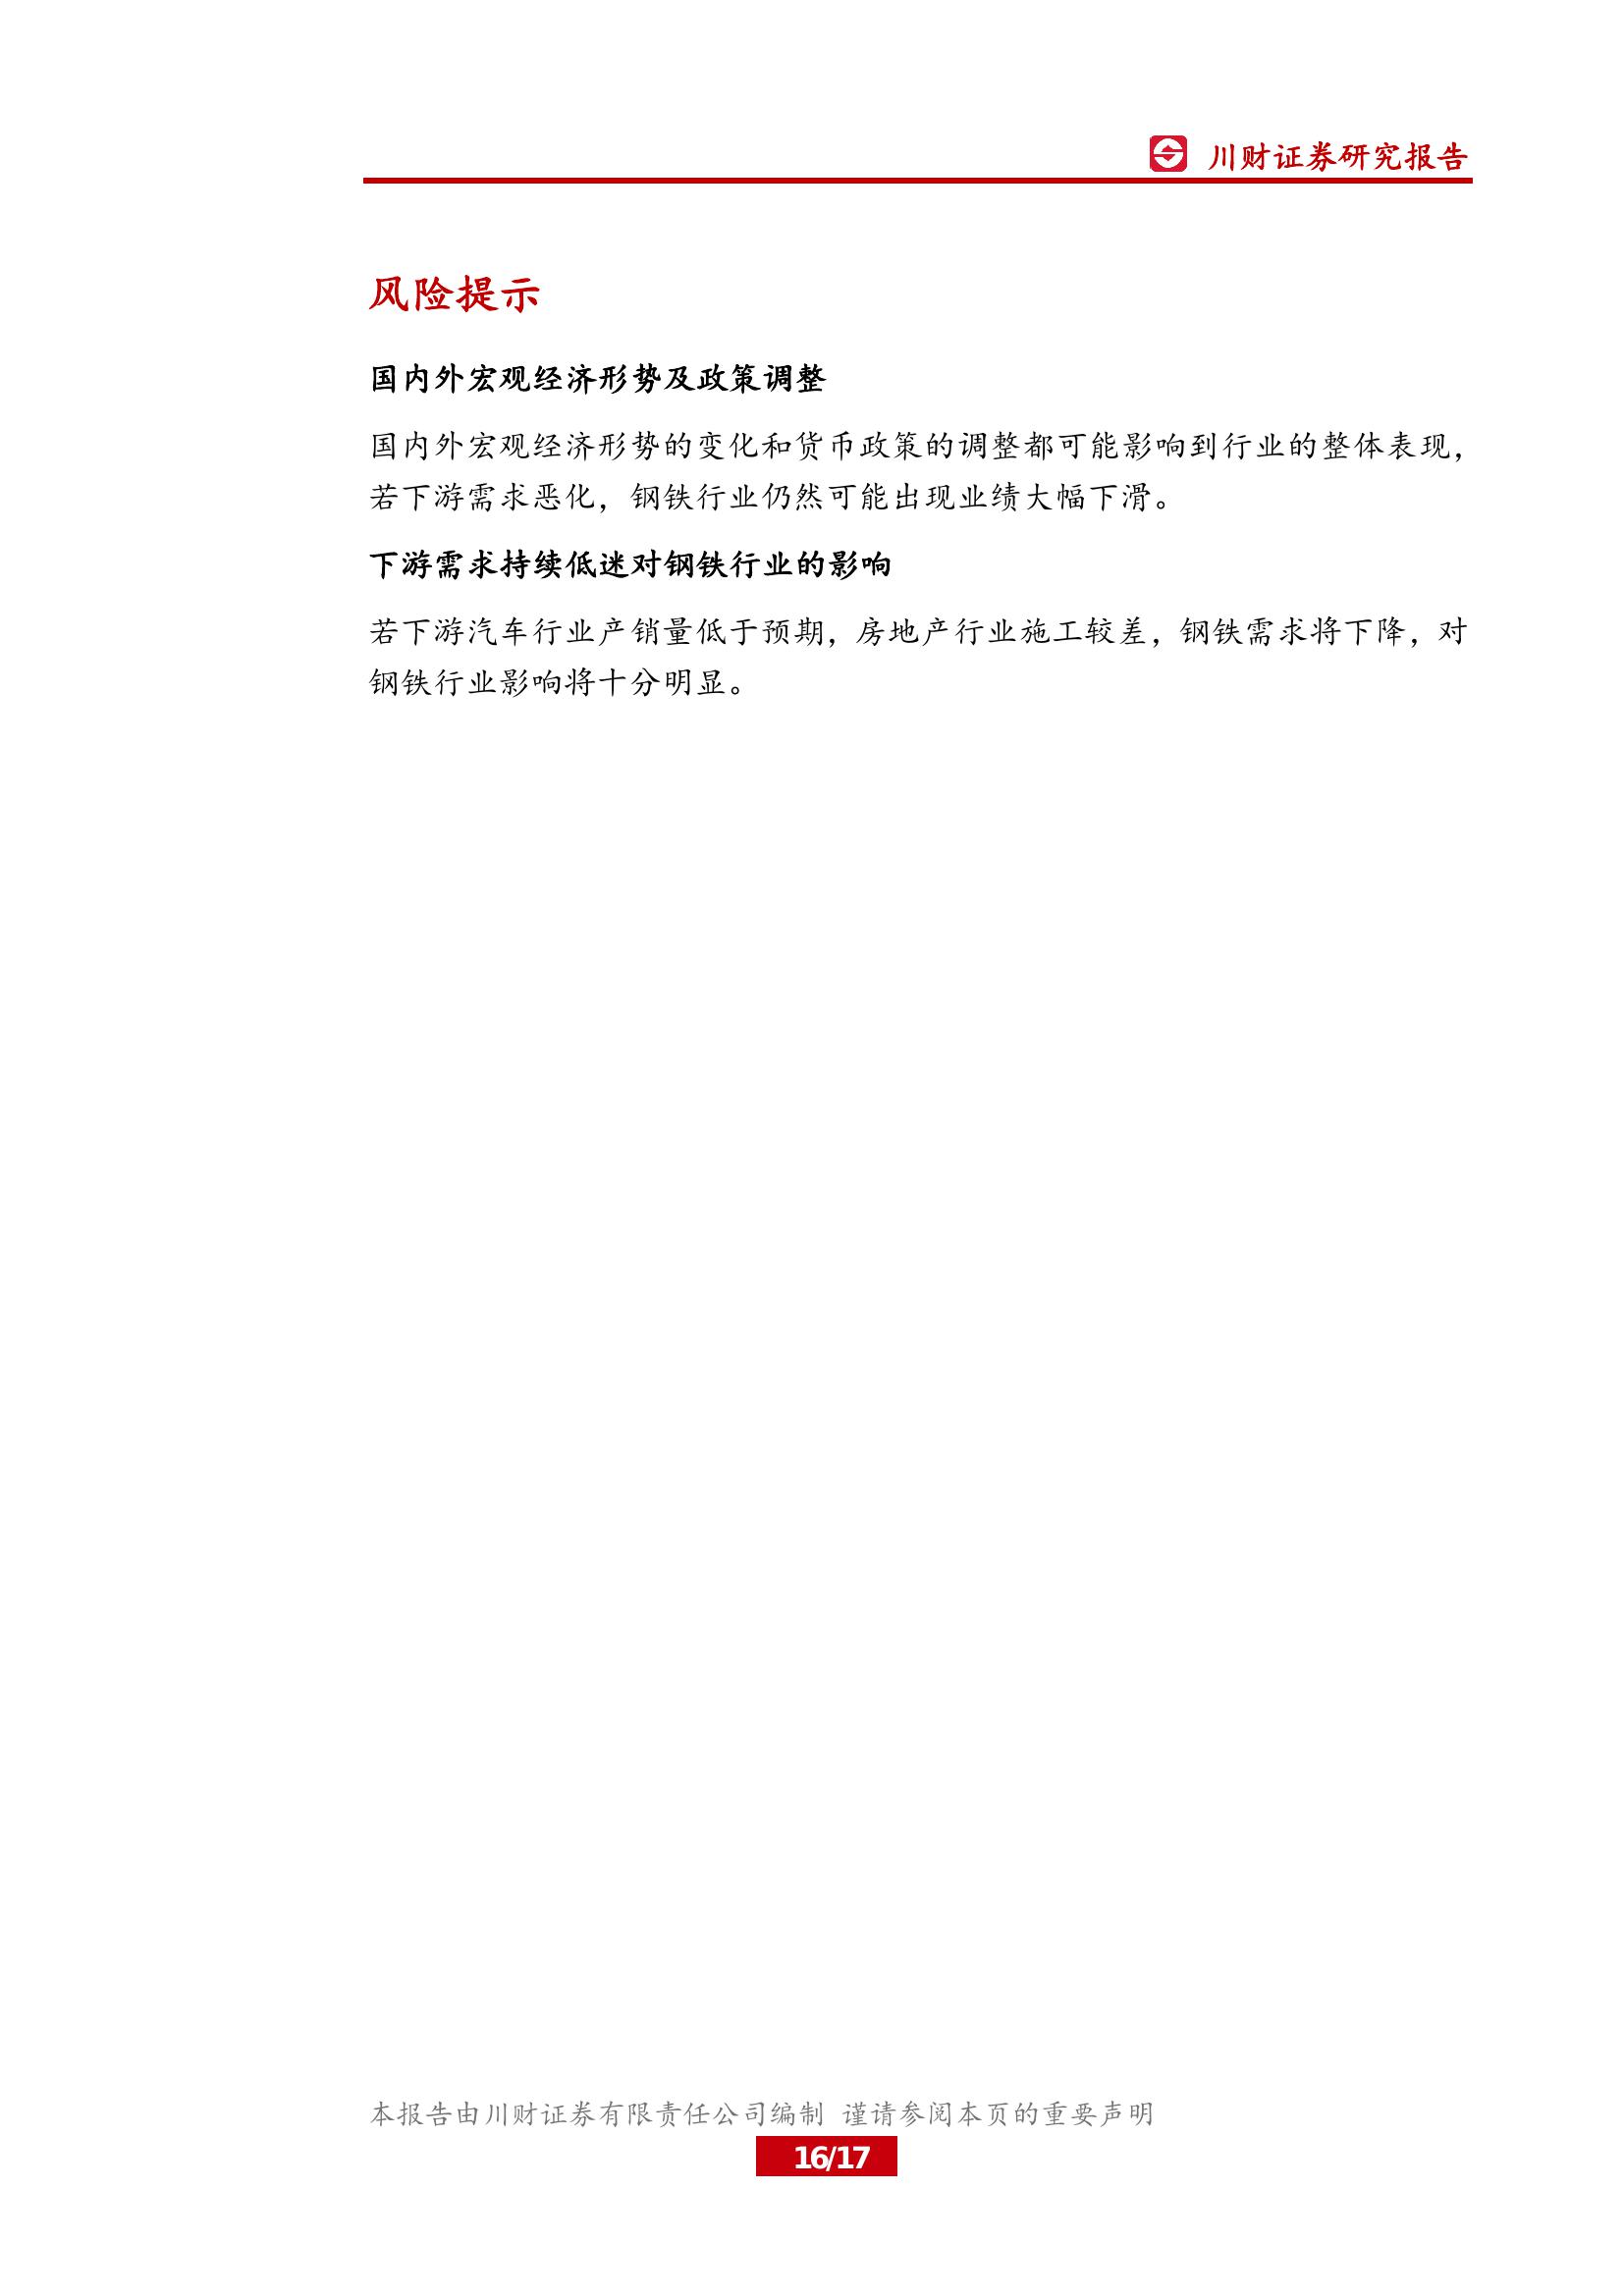 川财证券研究报告
风险提示
国内外宏观经济形势及政策调整
国内外宏观经济形势的变化和货币政策的调整都可能影响到行业的整体表现，
若下游需求恶化，钢铁行业仍然可能出现业绩大幅下滑。
下游需求持续低迷对钢铁行业的影响
若下游汽车行业产销量低于预期，房地产行业施工较差，钢铁需求将下降，对
钢铁行业影响将十分明显。
本报告由川财证券有限责任公司编制 谨请参阅本页的重要声明
16/17